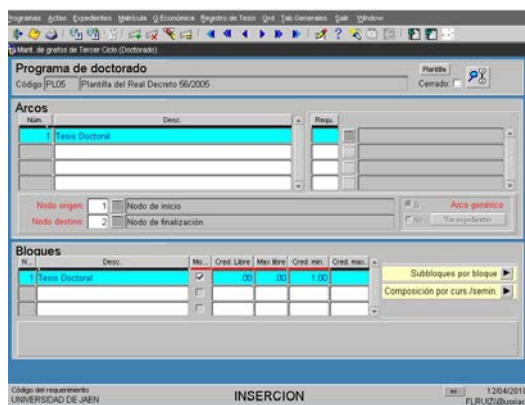 Programas Actas Expedientes Matrícula Q.Económica Registro de Tesis Qrd Tab.Generales Salir Window
Mant. de grafos de Tercer Ciclo (Doctorado)
Programa de doctorado
Plantilla
Código PL05 Plantilla del Real Decreto 56/2005
Cerrado:
Arcos
Núm. Desc. Requ.
1 Tesis Doctoral
Nodo origen: 1 Nodo de inicio
Si Arco genérico
Nodo destino: 2 Nodo de finalización
No Ver expedientes
Bloques
N... Desc. Mo... Cred. Libre Max libre Cred. min. Cred. max.
1 Tesis Doctoral .00 .00 1.00
Subbloques por bloque
Composición por curs./semin.
Código del requerimiento
UNIVERSIDAD DE JAEN
INSERCION
12/04/201